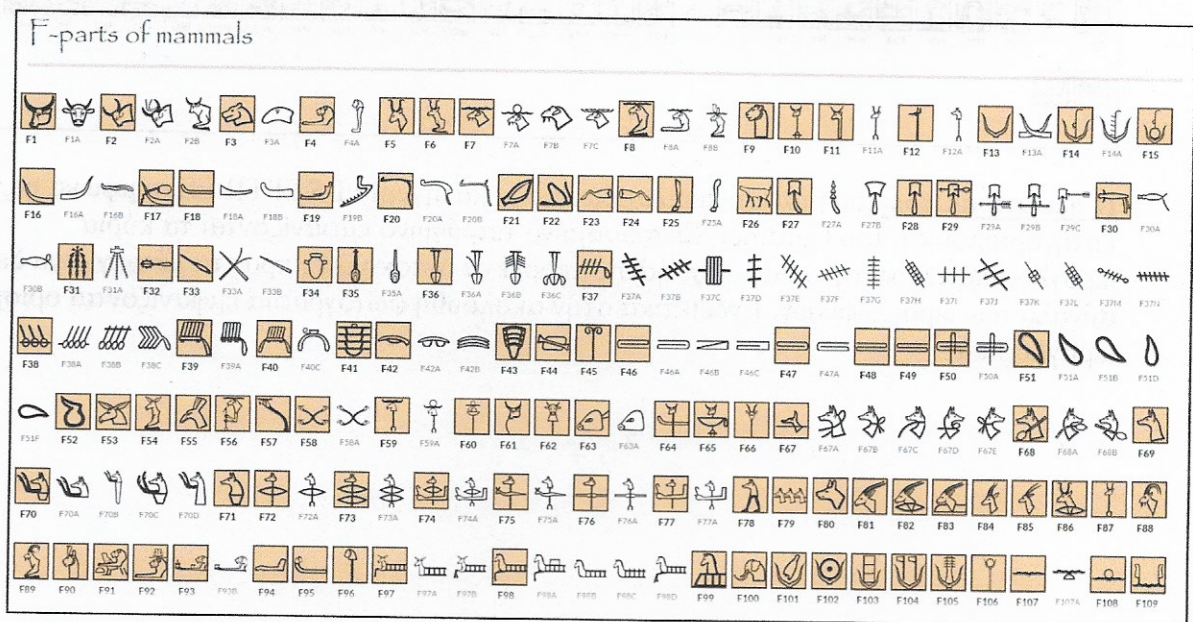 F-parts of mammals
F1 F1A F2 F2A F2B F3 F3A F4 F4A F5 F6 F7 F7A F7B F7C F8 F8A F8B F9 F10 F11 F11A F12 F12A F13 F13A F14 F14A F15
F16 F16A F16B F17 F18 F18A F18B F19 F19B F20 F20A F20B F21 F22 F23 F24 F25 F25A F26 F27 F27A F27B F28 F29 F29A F29B F29C F30 F30A
F30B F31 F31A F32 F33 F33A F33B F34 F35 F35A F36 F36A F36B F36C F37 F37A F37B F37C F37D F37E F37F F37G F37H F37I F37J F37K F37L F37M F37N
F38 F38A F38B F38C F39 F39A F40 F40C F41 F42 F42A F42B F43 F44 F45 F46 F46A F46B F46C F47 F47A F48 F49 F50 F50A F51 F51A F51B F51D
F51F F52 F53 F54 F55 F56 F57 F58 F58A F59 F59A F60 F61 F62 F63 F63A F64 F65 F66 F67 F67A F67B F67C F67D F67E F68 F68A F68B F69
F70 F70A F70B F70C F70D F71 F72 F72A F73 F73A F74 F74A F75 F75A F76 F76A F77 F77A F78 F79 F80 F81 F82 F83 F84 F85 F86 F87 F88
F89 F90 F91 F92 F93 F93B F94 F95 F96 F97 F97A F97B F98 F98A F98B F98C F98D F99 F100 F101 F102 F103 F104 F105 F106 F107 F107A F108 F109